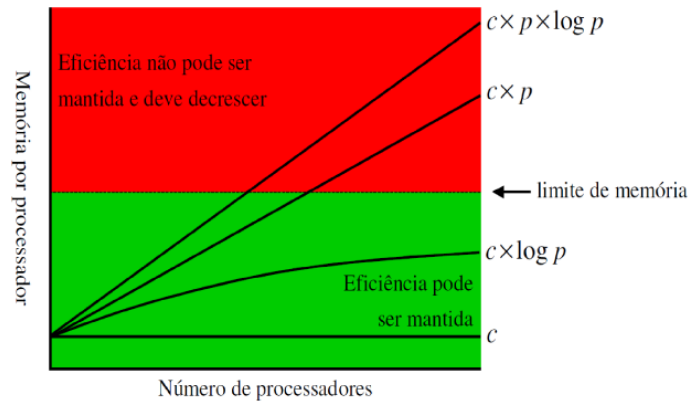 c × p × log p
Eficiência não pode ser
mantida e deve decrescer
c × p
Memória por processador
limite de memória
c × log p
Eficiência pode
ser mantida
c
Número de processadores